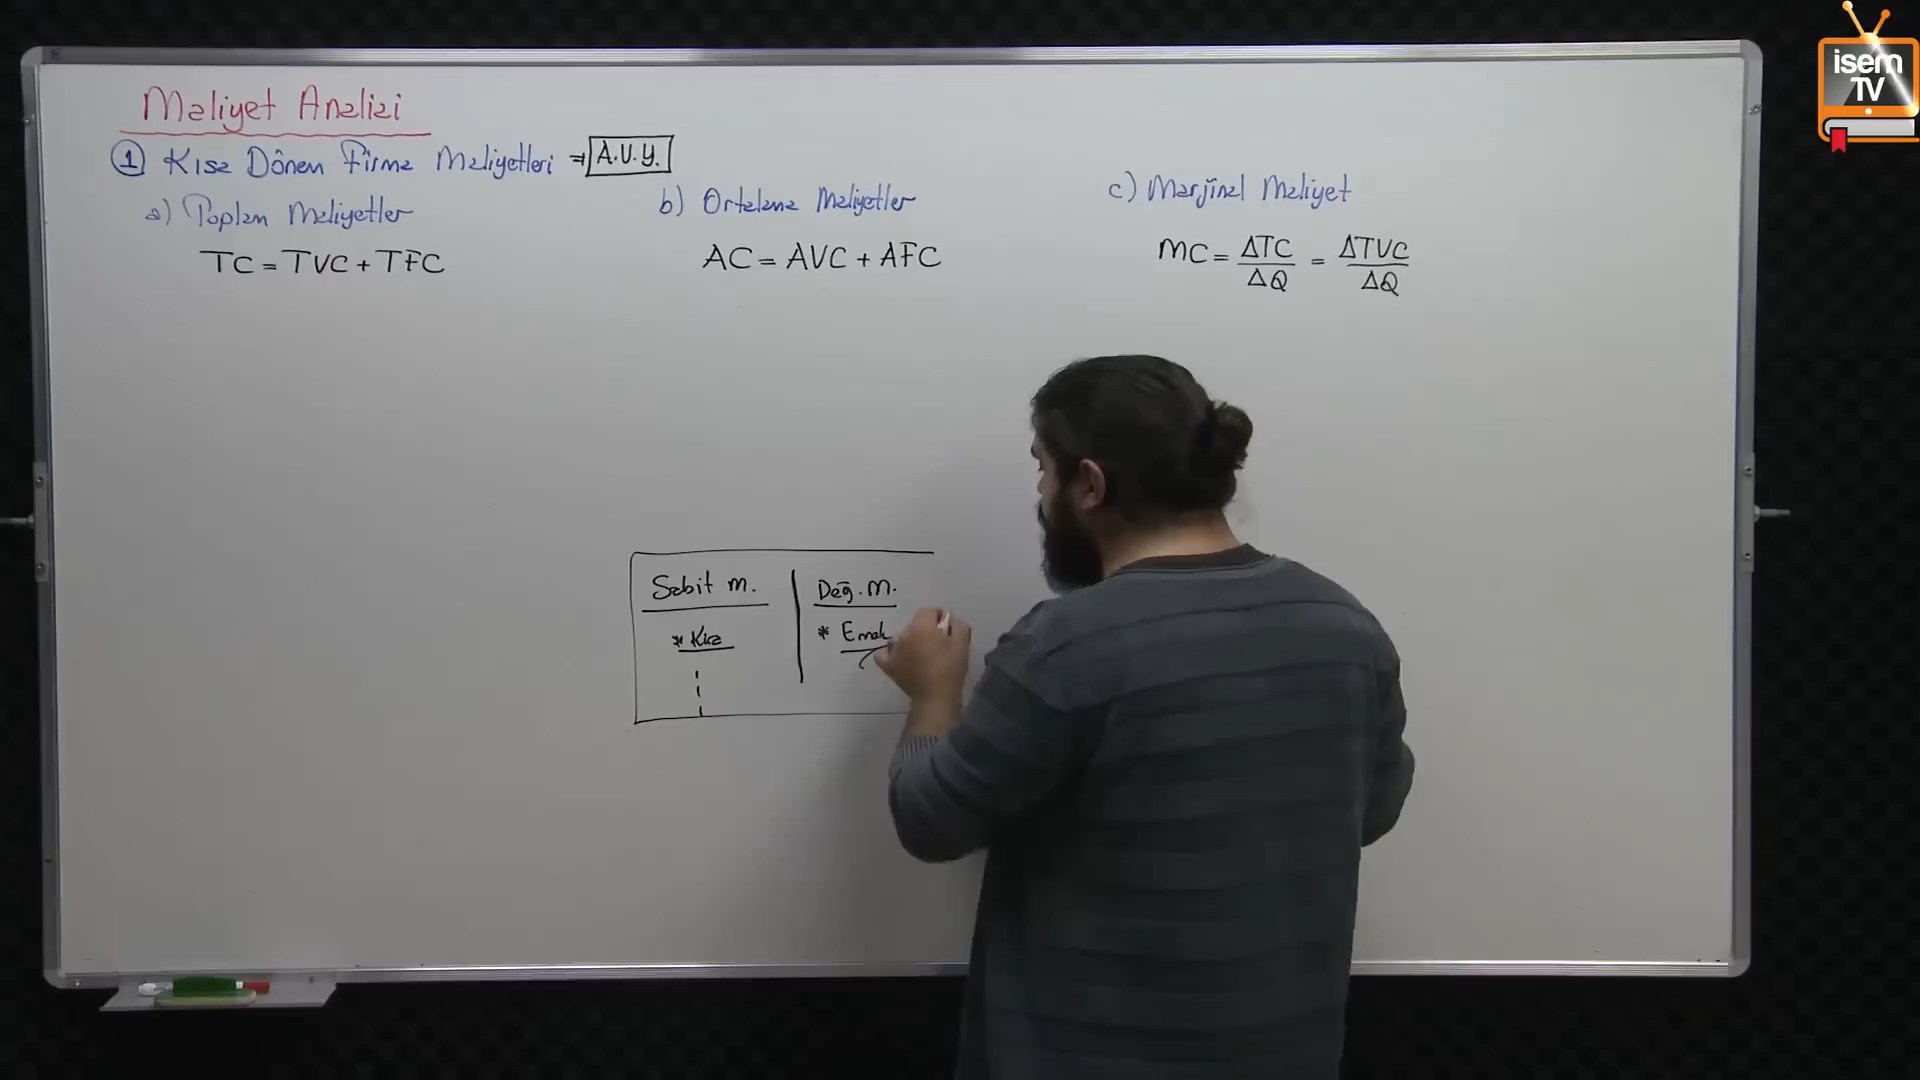 Maliyet Analizi
① Kısa Dönem Firma Maliyetleri ⇒ A.V.Y.
a) Toplam Maliyetler
TC = TVC + TFC
b) Ortalama Maliyetler
AC = AVC + AFC
c) Marjinal Maliyet
MC = ΔTC/ΔQ = ΔTVC/ΔQ
Sabit M.
* Kira
Değ. M.
* Emek
isem
TV